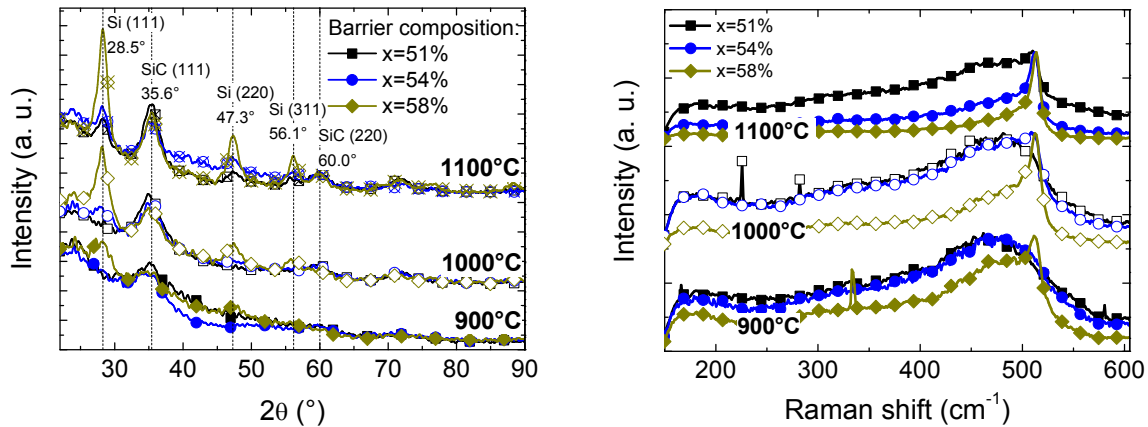 Si (111)
28.5°
SiC (111)
35.6°
Si (220)
47.3°
Si (311)
56.1°
SiC (220)
60.0°
Barrier composition:
x=51%
x=54%
x=58%
1100°C
1000°C
900°C
Intensity (a. u.)
30 40 50 60 70 80 90
2θ (°)
x=51%
x=54%
x=58%
1100°C
1000°C
900°C
Intensity (a. u.)
200 300 400 500 600
Raman shift (cm-1)